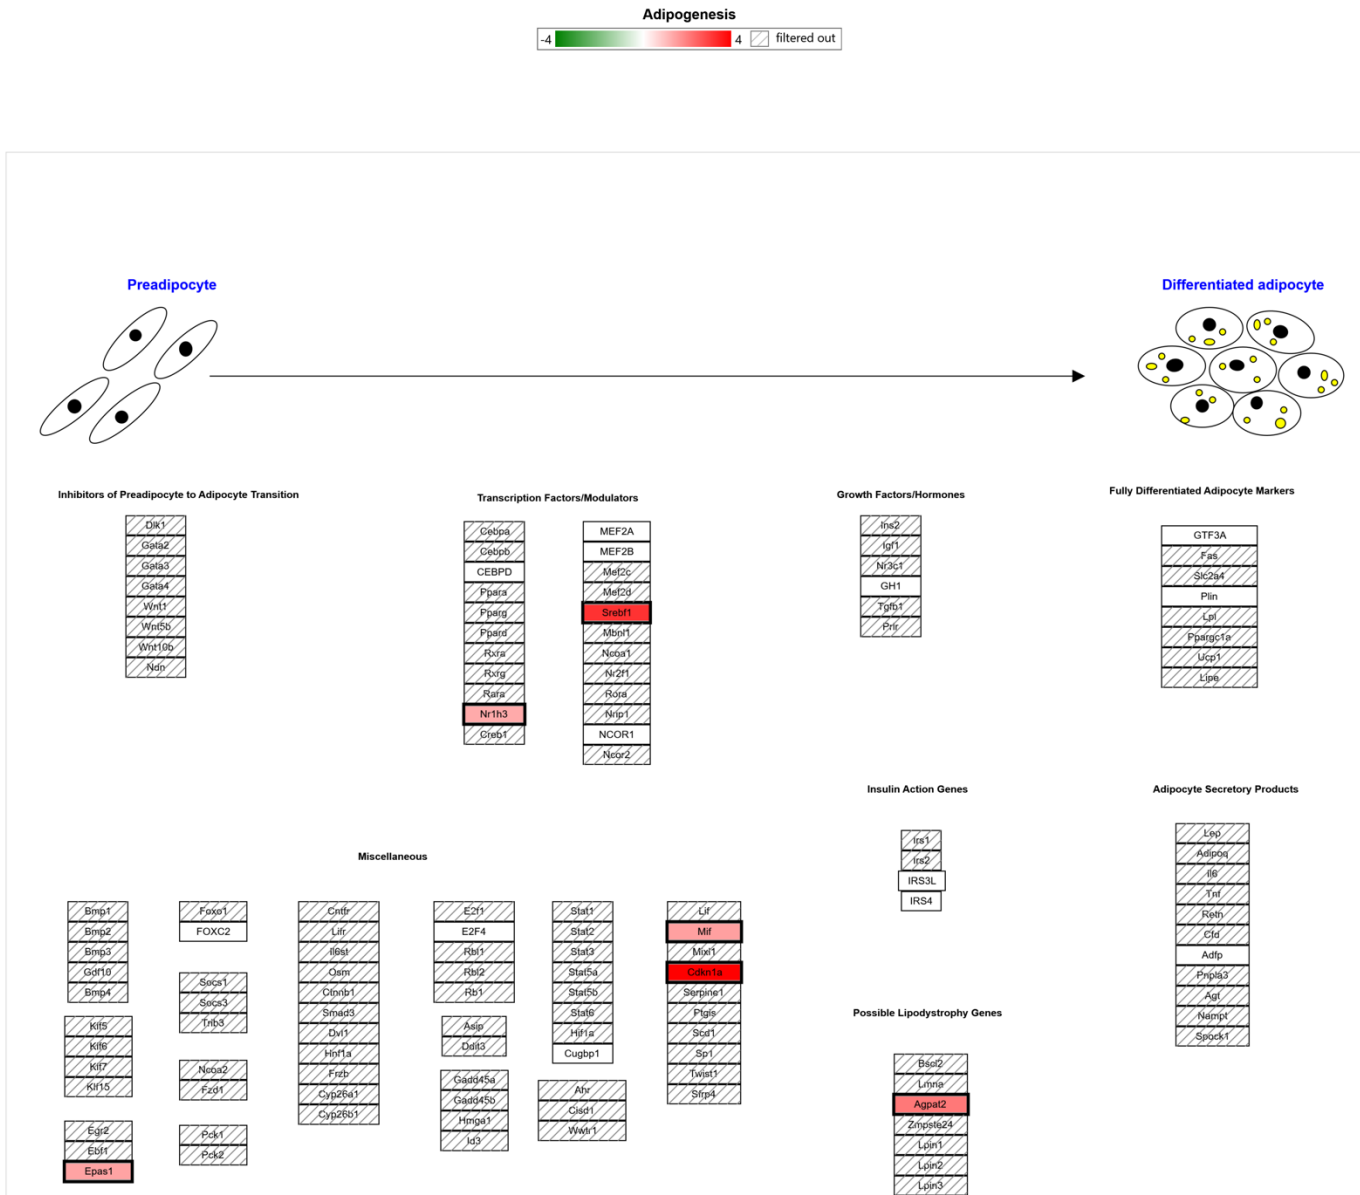 Adipogenesis
-4 4 filtered out
Preadipocyte
Differentiated adipocyte
Inhibitors of Preadipocyte to Adipocyte Transition
Dlk1
Gata2
Gata3
Gata4
Wnt1
Wnt5b
Wnt10b
Ndn
Transcription Factors/Modulators
Cebpa
Cebpb
CEBPD
Ppara
Pparg
Ppard
Rxra
Rxrg
Rara
Nr1h3
Creb1
MEF2A
MEF2B
Mef2c
Mef2d
Srebf1
Mbnl1
Ncoa1
Nr2f1
Rora
Nrip1
NCOR1
Ncor2
Growth Factors/Hormones
Ins2
Igf1
Nr3c1
GH1
Tgfb1
Prlr
Fully Differentiated Adipocyte Markers
GTF3A
Fas
Slc2a4
Plin
Lpl
Ppargc1a
Ucp1
Lipe
Insulin Action Genes
Irs1
Irs2
IRS3L
IRS4
Adipocyte Secretory Products
Lep
Adipoq
Il6
Tnf
Retn
Cfd
Adfp
Pnpla3
Agt
Nampt
Spock1
Miscellaneous
Bmp1
Bmp2
Bmp3
Gdf10
Bmp4
Klf5
Klf6
Klf7
Klf15
Egr2
Ebf1
Epas1
Foxo1
FOXC2
Socs1
Socs3
Trib3
Ncoa2
Fzd1
Pck1
Pck2
Cntfr
Lifr
Il6st
Osm
Ctnnb1
Smad3
Dvl1
Hnf1a
Frzb
Cyp26a1
Cyp26b1
E2f1
E2F4
Rbl1
Rbl2
Rb1
Asip
Ddit3
Gadd45a
Gadd45b
Hmga1
Id3
Stat1
Stat2
Stat3
Stat5a
Stat5b
Stat6
Hif1a
Cugbp1
Ahr
Cisd1
Wwtr1
Lif
Mif
Mixl1
Cdkn1a
Serpine1
Ptgis
Scd1
Sp1
Twist1
Sfrp4
Possible Lipodystrophy Genes
Bscl2
Lmna
Agpat2
Zmpste24
Lpin1
Lpin2
Lpin3